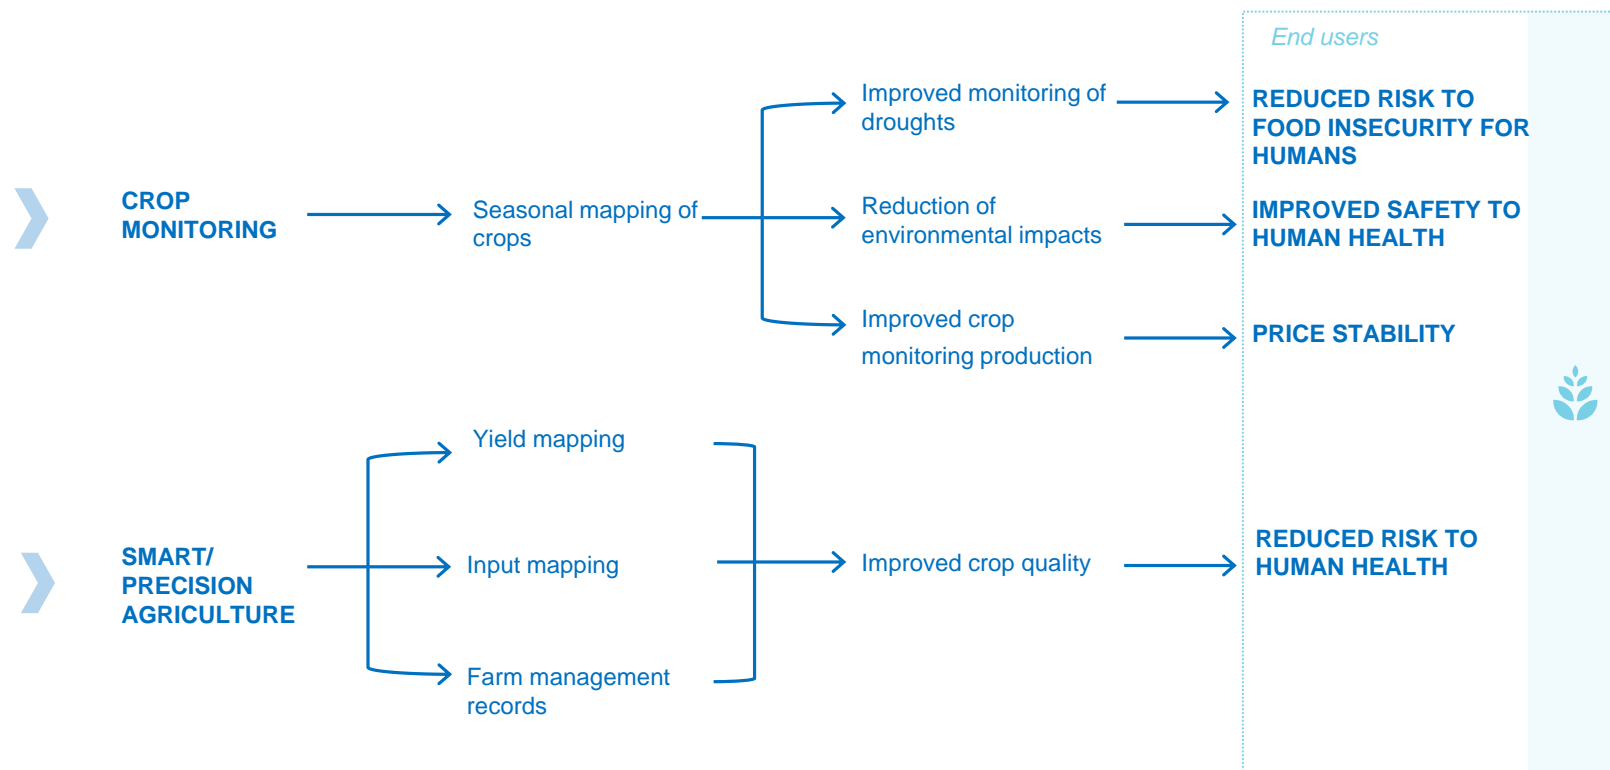 End users
Improved monitoring of
droughts
REDUCED RISK TO
FOOD INSECURITY FOR
HUMANS
CROP
MONITORING
Seasonal mapping of
crops
Reduction of
environmental impacts
IMPROVED SAFETY TO
HUMAN HEALTH
Improved crop
monitoring production
PRICE STABILITY
Yield mapping
SMART/
PRECISION
AGRICULTURE
Input mapping
Improved crop quality
REDUCED RISK TO
HUMAN HEALTH
Farm management
records